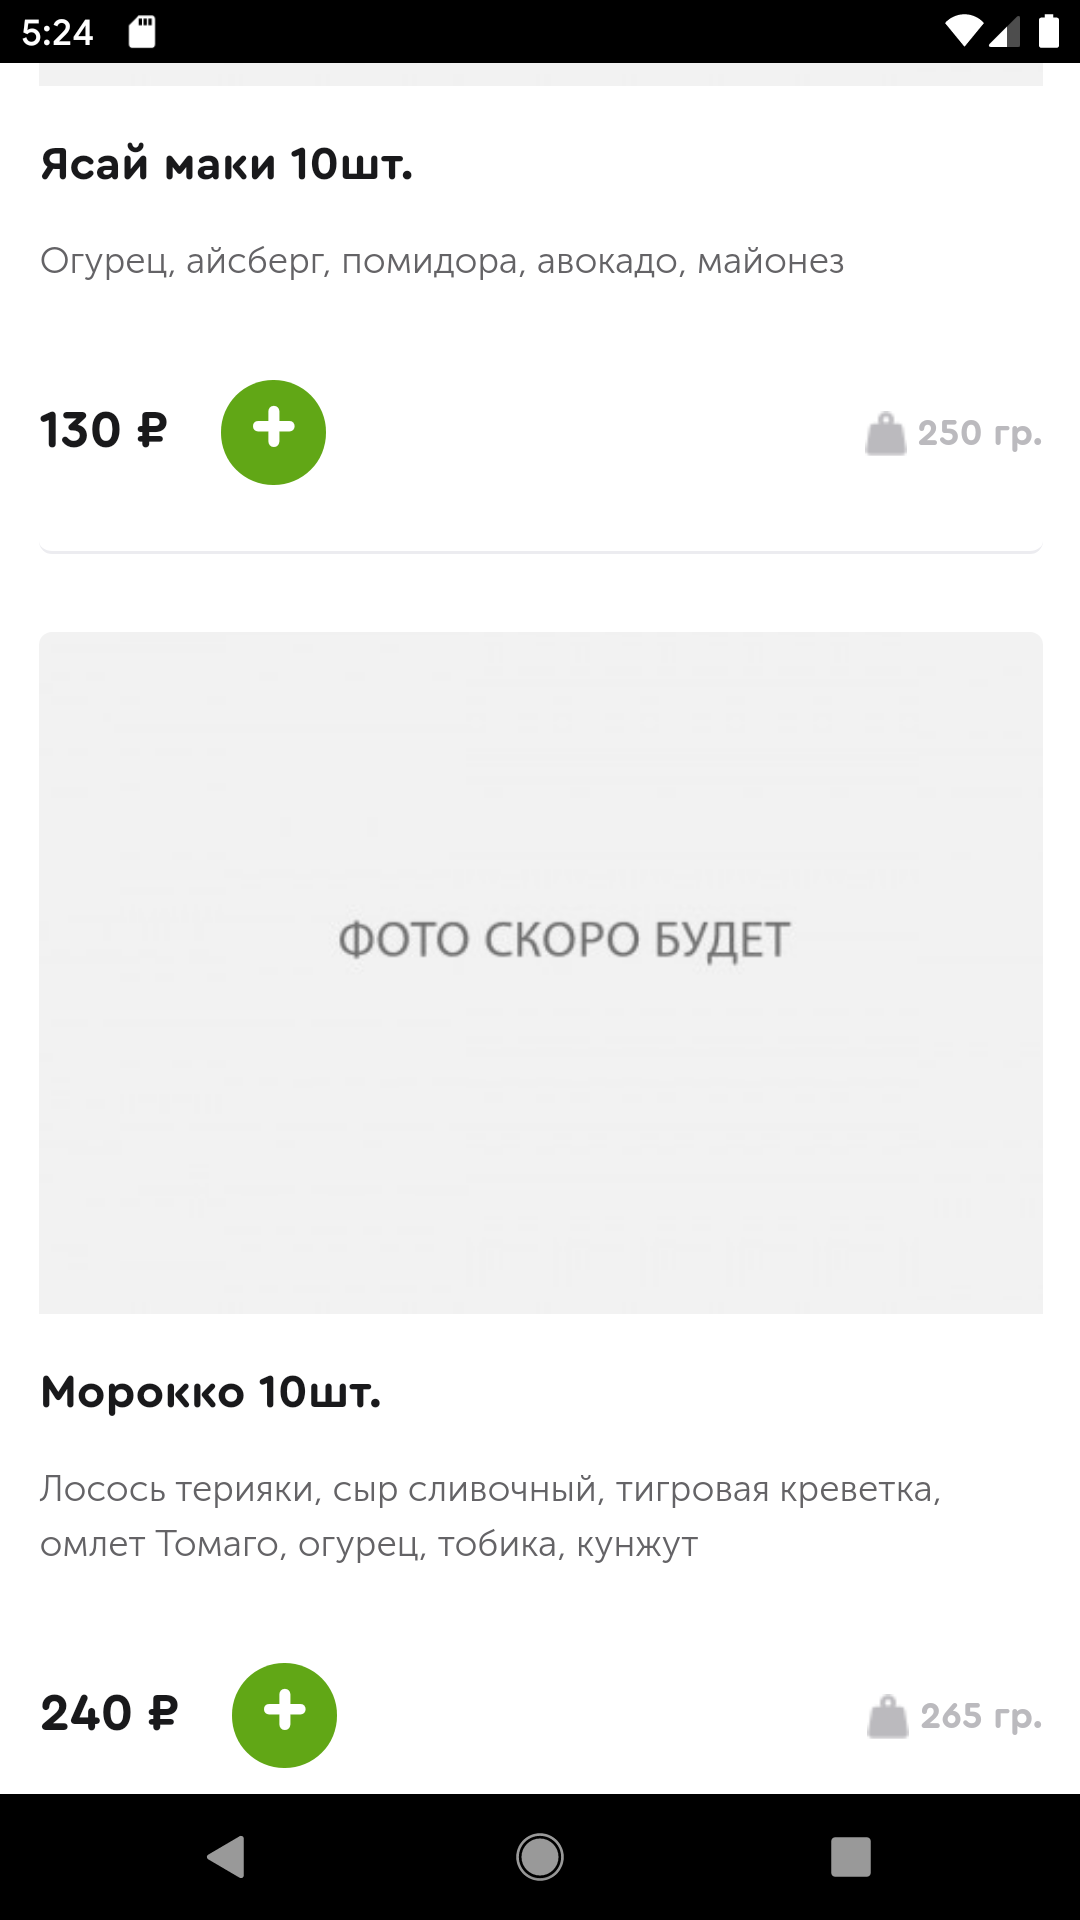 5:24
Ясай маки 10шт.
Огурец, айсберг, помидора, авокадо, майонез
130 ₽
250 гр.
ФОТО СКОРО БУДЕТ
Морокко 10шт.
Лосось терияки, сыр сливочный, тигровая креветка,
омлет Томаго, огурец, тобика, кунжут
240 ₽
265 гр.